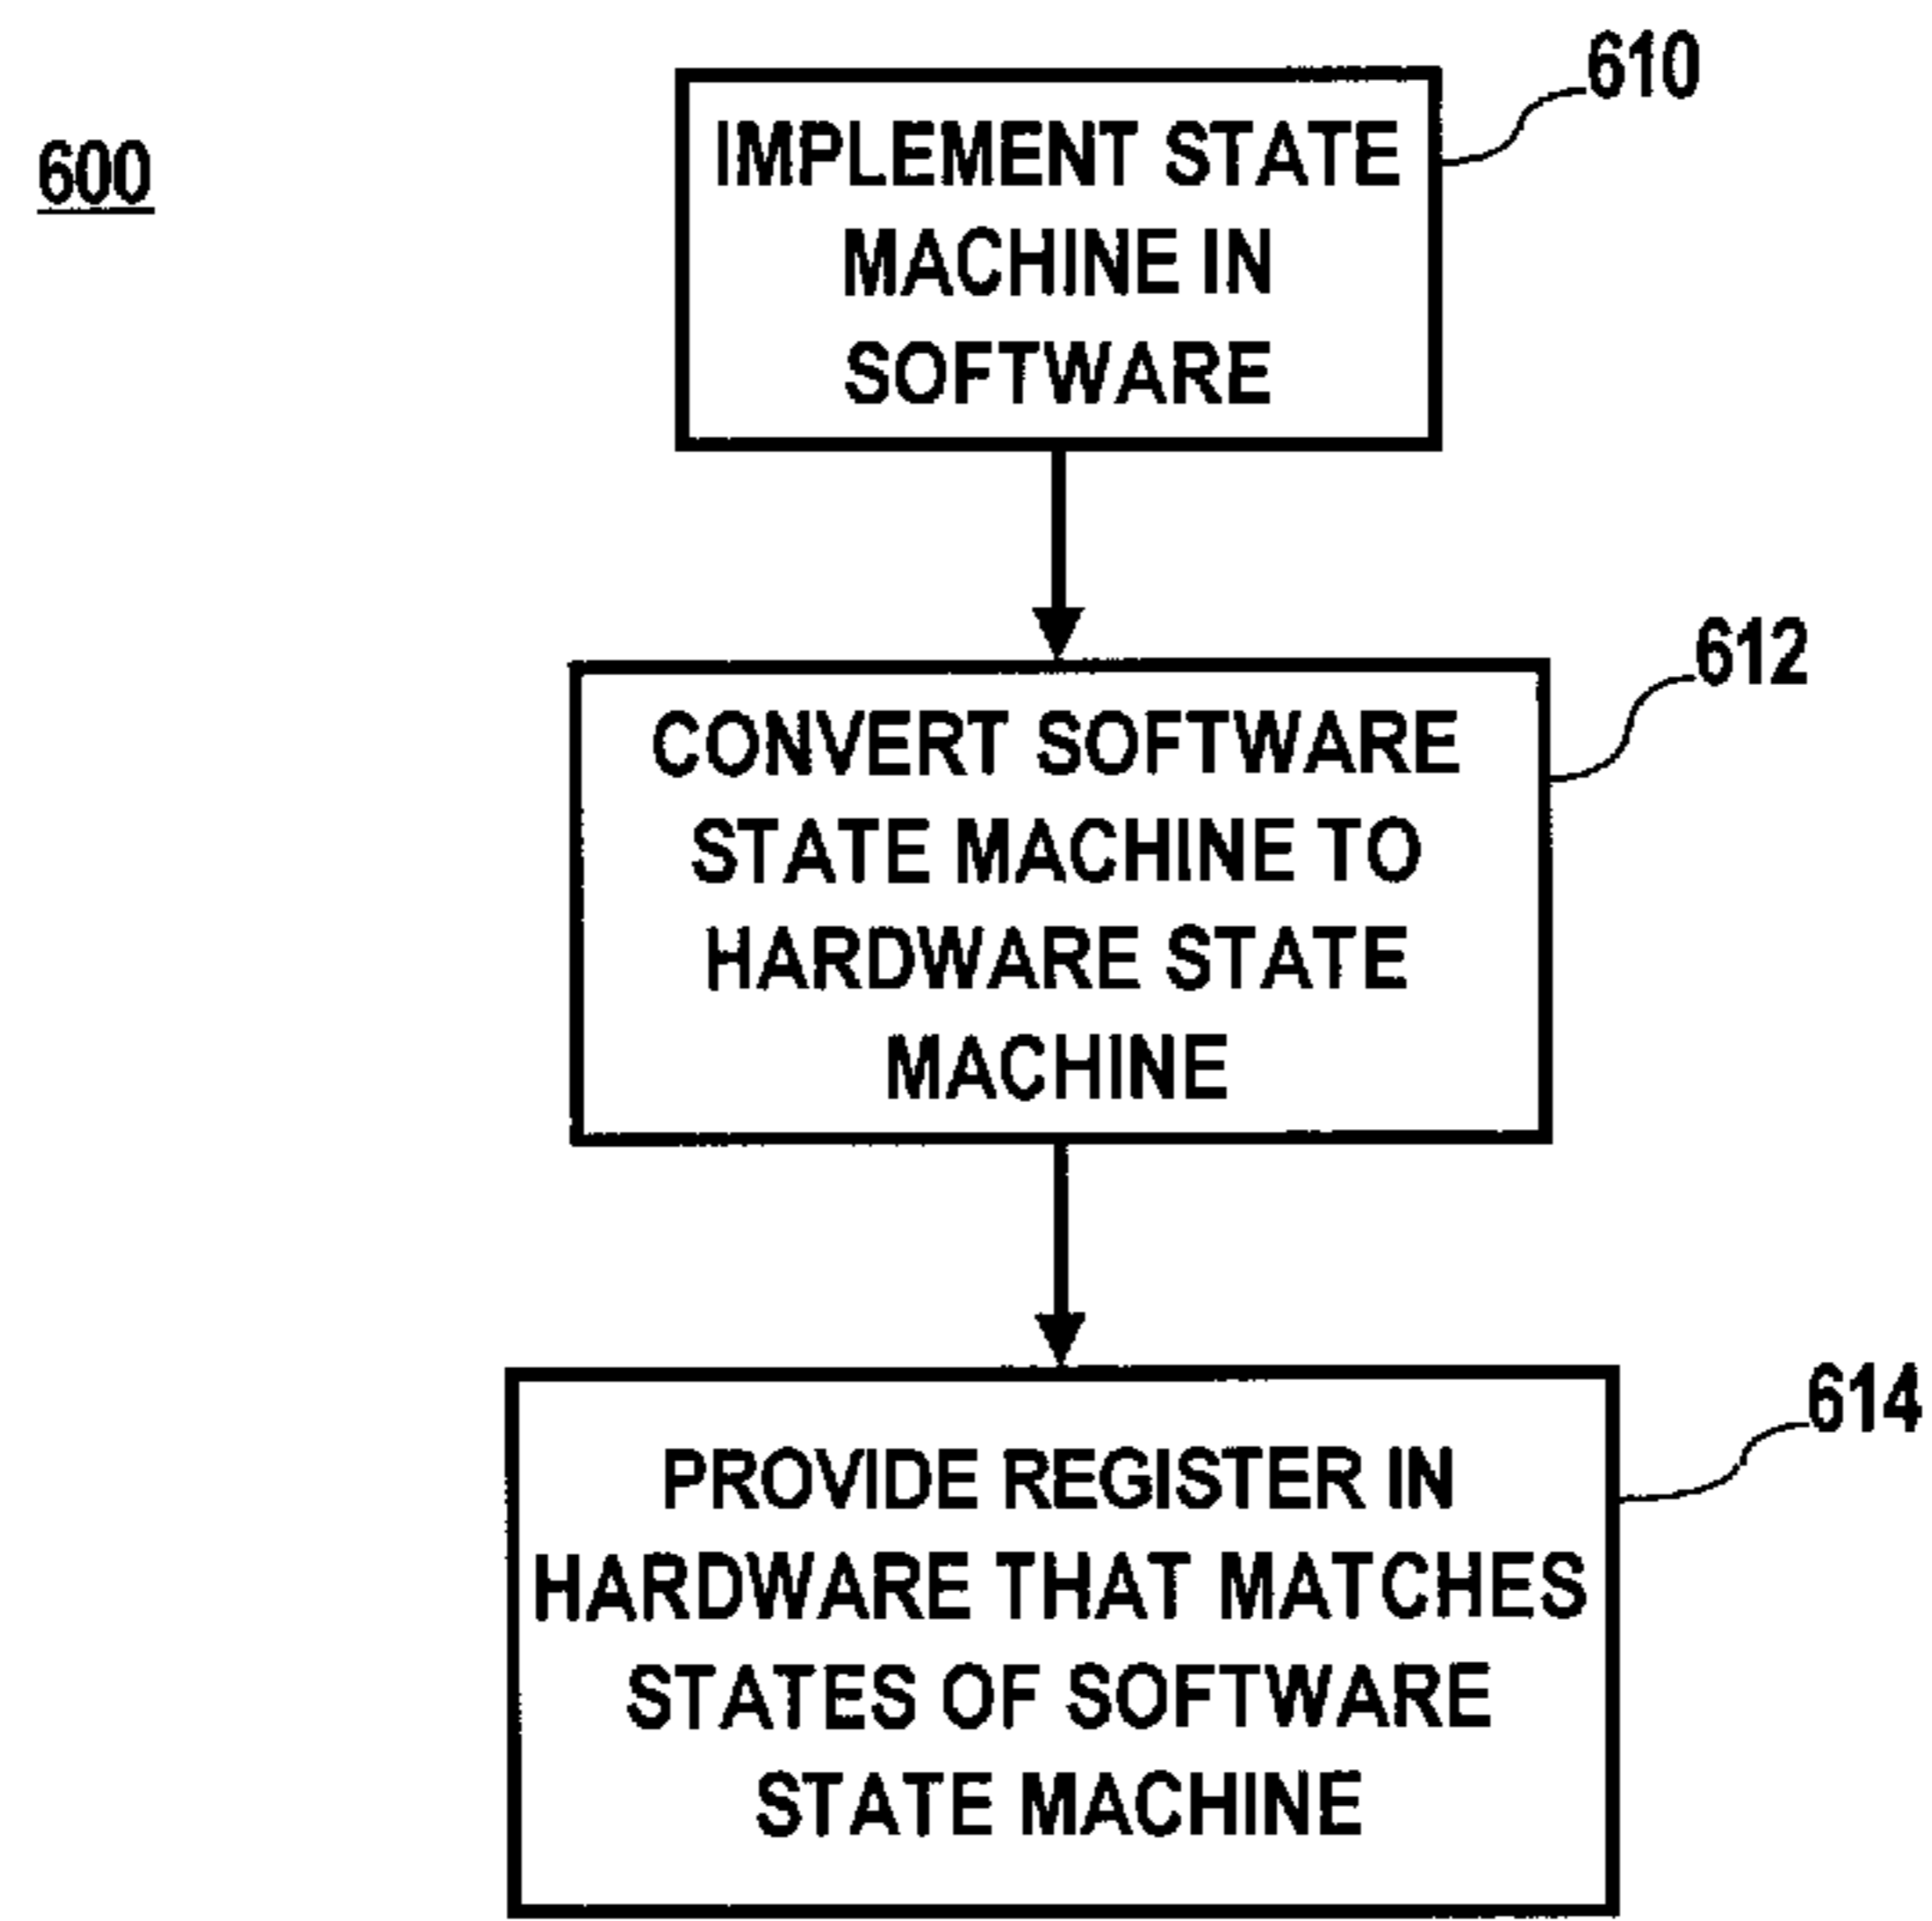 600
610
IMPLEMENT STATE
MACHINE IN
SOFTWARE
612
CONVERT SOFTWARE
STATE MACHINE TO
HARDWARE STATE
MACHINE
614
PROVIDE REGISTER IN
HARDWARE THAT MATCHES
STATES OF SOFTWARE
STATE MACHINE